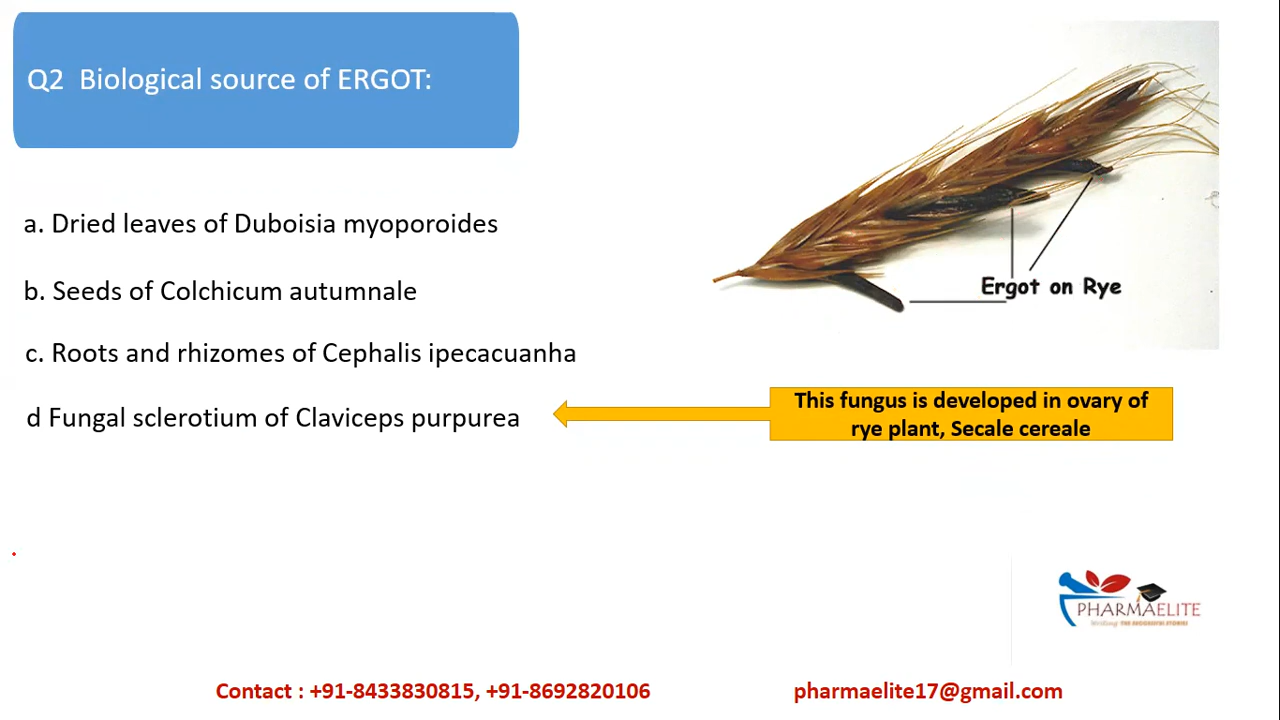 Q2 Biological source of ERGOT:
a. Dried leaves of Duboisia myoporoides
b. Seeds of Colchicum autumnale
c. Roots and rhizomes of Cephalis ipecacuanha
d Fungal sclerotium of Claviceps purpurea
Ergot on Rye
This fungus is developed in ovary of
rye plant, Secale cereale
PHARMAELITE
Contact : +91-8433830815, +91-8692820106
pharmaelite17@gmail.com